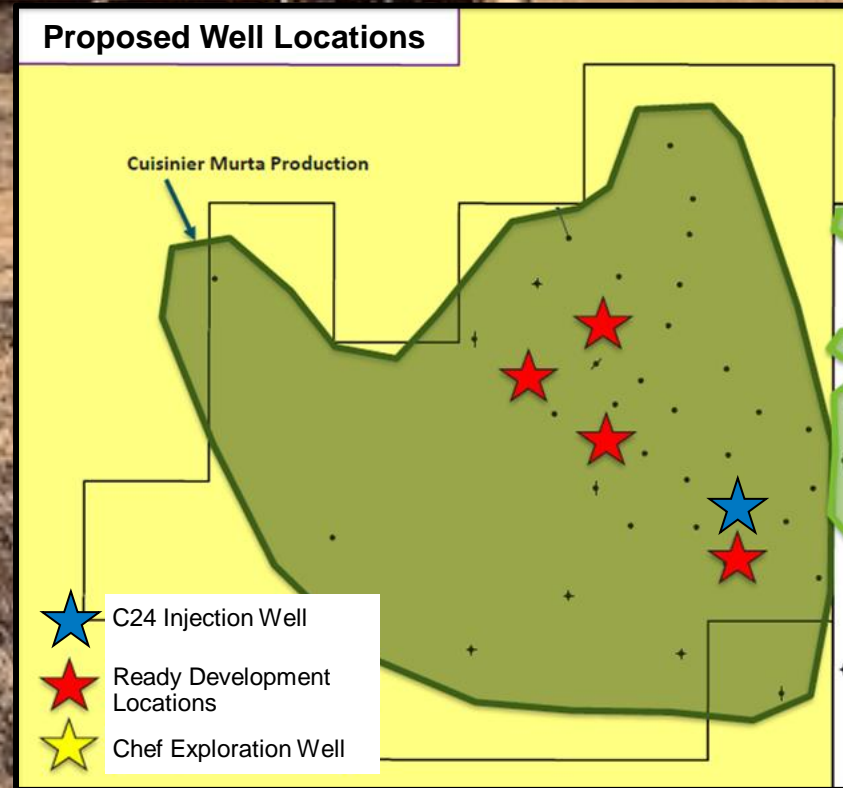 Proposed Well Locations
Cuisinier Murta Production
C24 Injection Well
Ready Development
Locations
Chef Exploration Well